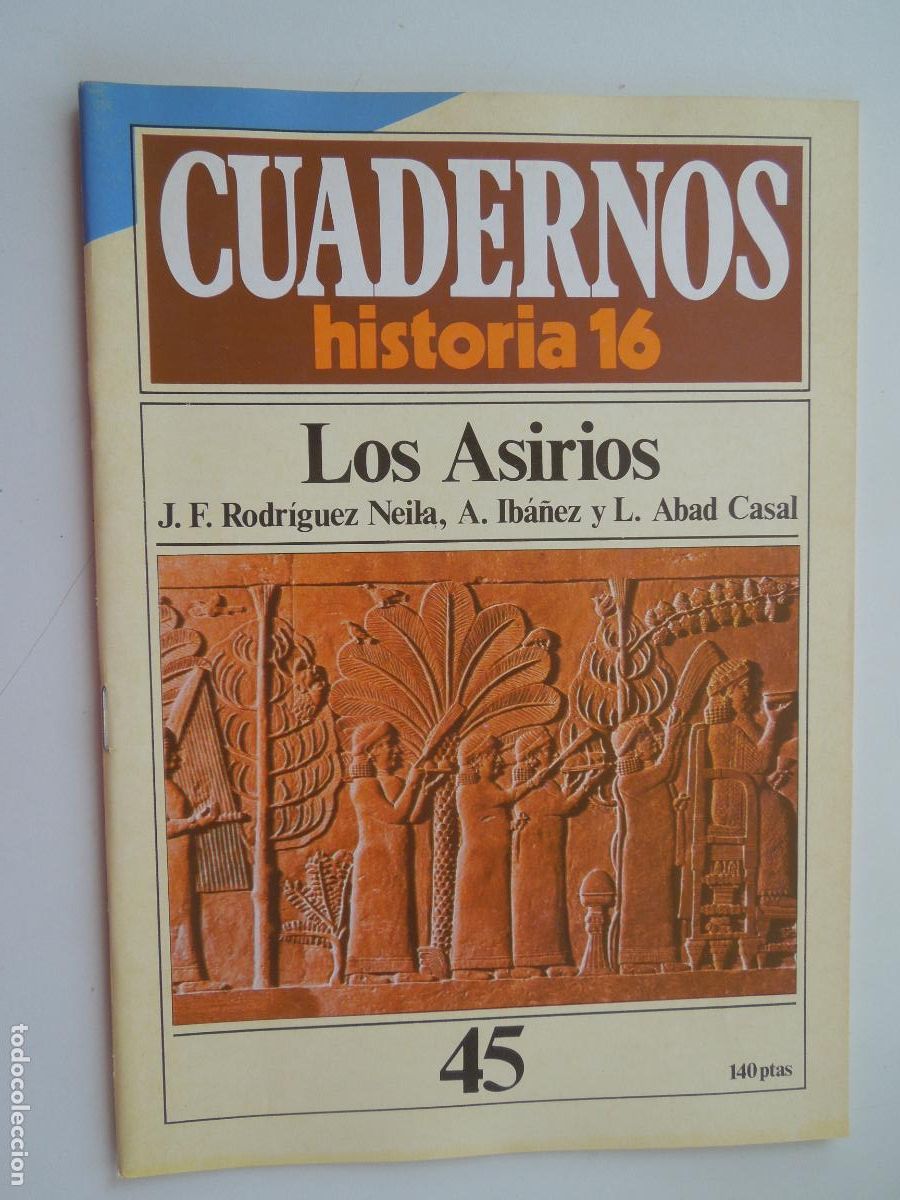 CUADERNOS
historia 16
Los Asirios
J. F. Rodríguez Neila, A. Ibáñez y L. Abad Casal
45
140 ptas
todocoleccion